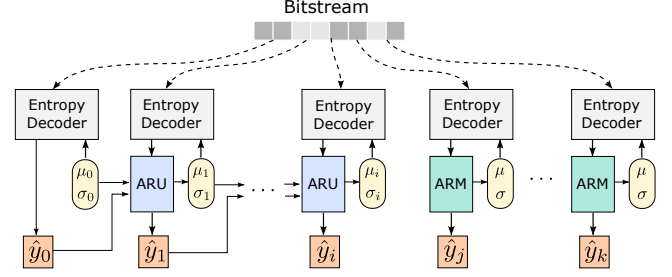 Bitstream
Entropy Decoder
Entropy Decoder
Entropy Decoder
Entropy Decoder
Entropy Decoder
μ₀
σ₀
ARU
μ₁
σ₁
· · ·
ARU
μᵢ
σᵢ
ARM
μ
σ
· · ·
ARM
μ
σ
ŷ₀
ŷ₁
ŷᵢ
ŷⱼ
ŷₖ